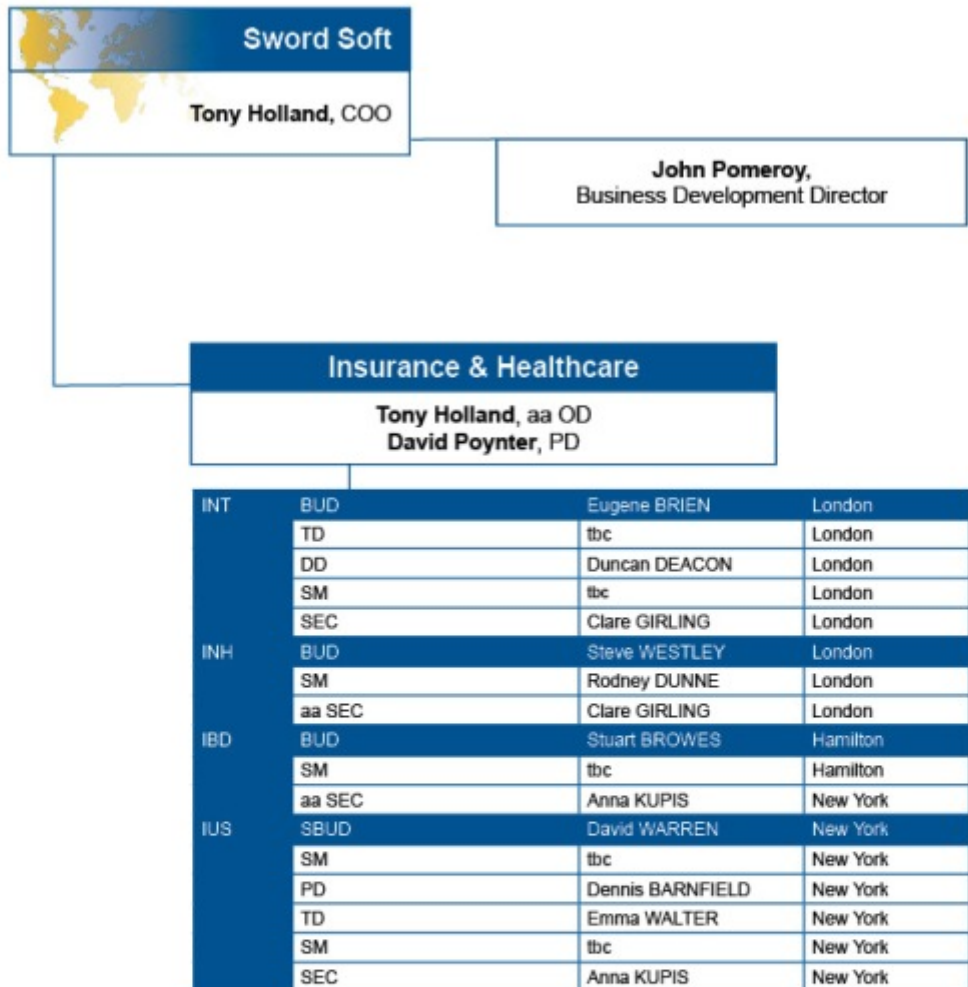 Sword Soft
Tony Holland, COO
John Pomeroy,
Business Development Director
Insurance & Healthcare
Tony Holland, aa OD
David Poynter, PD
INT BUD Eugene BRIEN London
TD tbc London
DD Duncan DEACON London
SM tbc London
SEC Clare GIRLING London
INH BUD Steve WESTLEY London
SM Rodney DUNNE London
aa SEC Clare GIRLING London
IBD BUD Stuart BROWES Hamilton
SM tbc Hamilton
aa SEC Anna KUPIS New York
IUS SBUD David WARREN New York
SM tbc New York
PD Dennis BARNFIELD New York
TD Emma WALTER New York
SM tbc New York
SEC Anna KUPIS New York